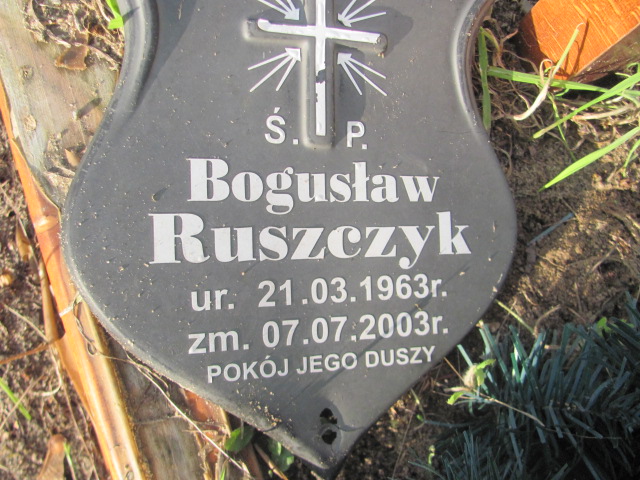 Ś. P.
Bogusław
Ruszczyk
ur. 21.03.1963r.
zm. 07.07.2003r.
POKÓJ JEGO DUSZY